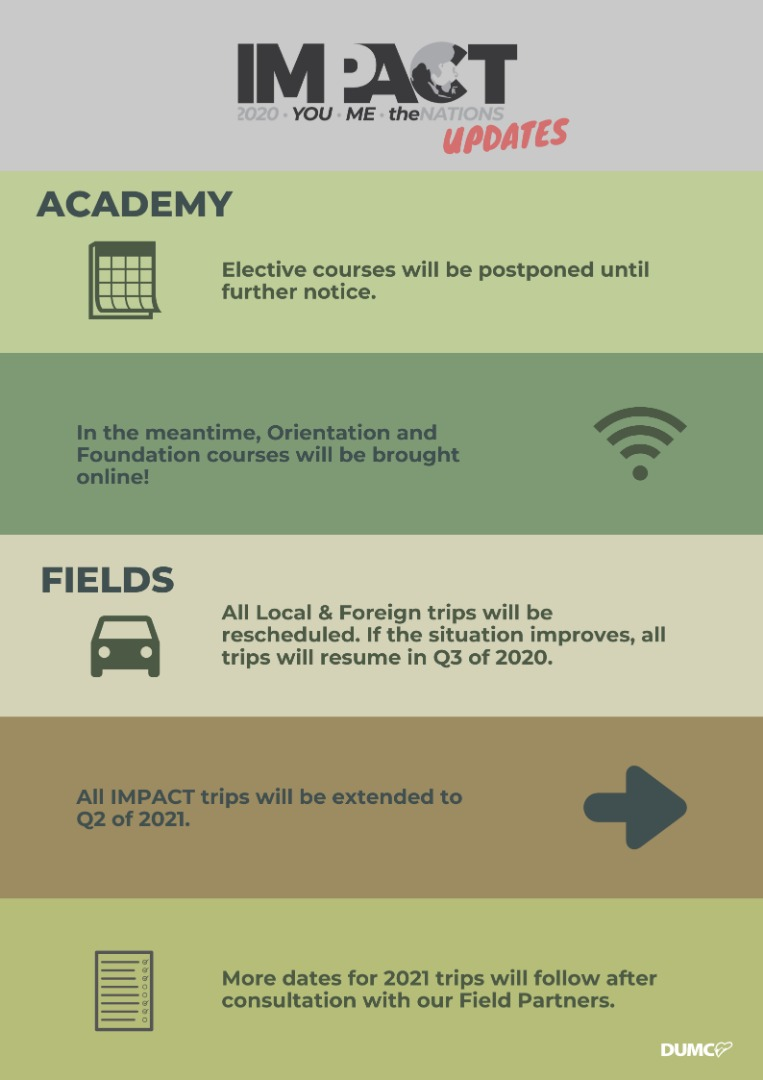 IMPACT
2020 · YOU · ME · theNATIONS
UPDATES
ACADEMY
Elective courses will be postponed until
further notice.
In the meantime, Orientation and
Foundation courses will be brought
online!
FIELDS
All Local & Foreign trips will be
rescheduled. If the situation improves, all
trips will resume in Q3 of 2020.
All IMPACT trips will be extended to
Q2 of 2021.
More dates for 2021 trips will follow after
consultation with our Field Partners.
DUMC